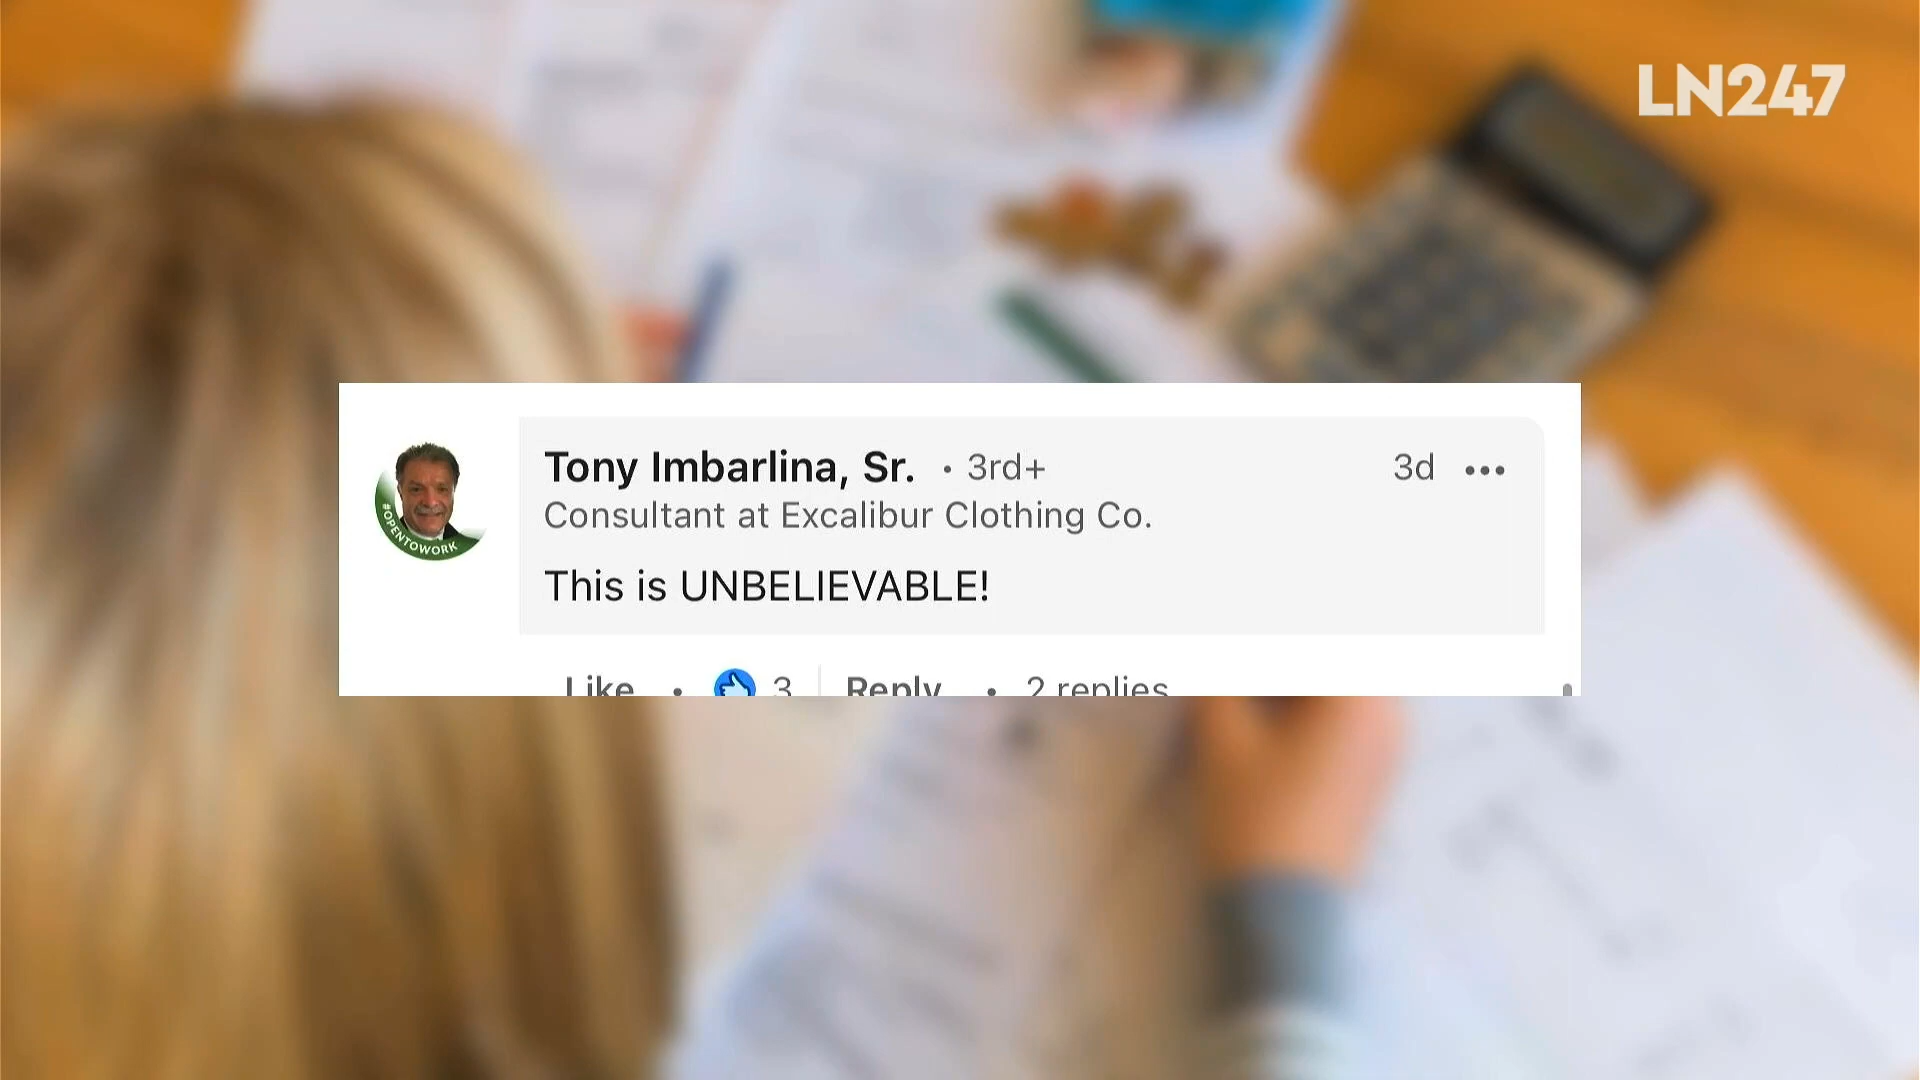 LN247
Tony Imbarlina, Sr. • 3rd+
3d •••
Consultant at Excalibur Clothing Co.
#OPENTOWORK
This is UNBELIEVABLE!
Like • 3 | Reply • 2 replies